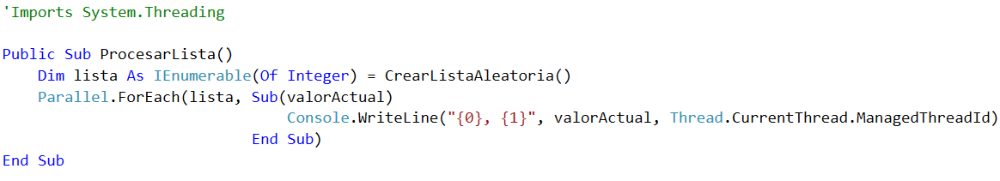 'Imports System.Threading
Public Sub ProcesarLista()
Dim lista As IEnumerable(Of Integer) = CrearListaAleatoria()
Parallel.ForEach(lista, Sub(valorActual)
Console.WriteLine("{0}, {1}", valorActual, Thread.CurrentThread.ManagedThreadId)
End Sub)
End Sub